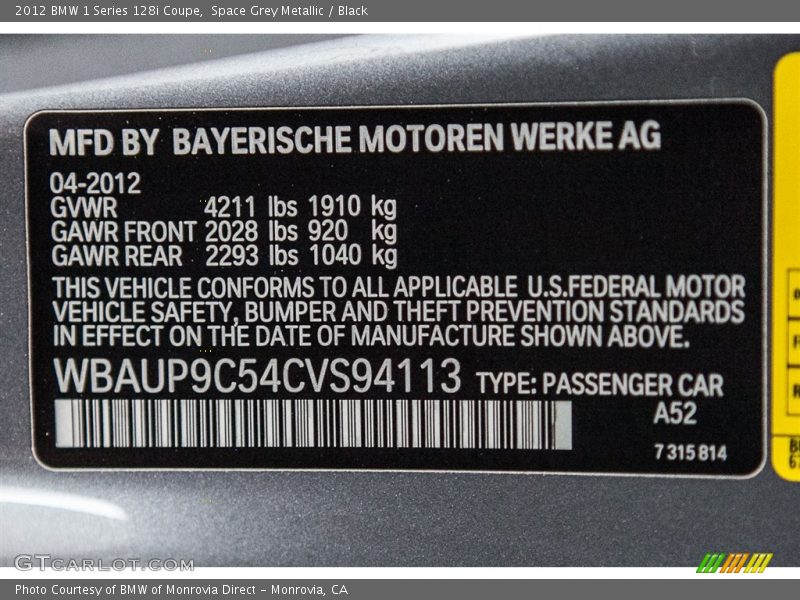 2012 BMW 1 Series 128i Coupe, Space Grey Metallic / Black
MFD BY BAYERISCHE MOTOREN WERKE AG
04-2012
GVWR 4211 lbs 1910 kg
GAWR FRONT 2028 lbs 920 kg
GAWR REAR 2293 lbs 1040 kg
THIS VEHICLE CONFORMS TO ALL APPLICABLE U.S.FEDERAL MOTOR
VEHICLE SAFETY, BUMPER AND THEFT PREVENTION STANDARDS
IN EFFECT ON THE DATE OF MANUFACTURE SHOWN ABOVE.
WBAUP9C54CVS94113 TYPE: PASSENGER CAR
A52
7 315 814
GTCARLOT.COM
Photo Courtesy of BMW of Monrovia Direct - Monrovia, CA